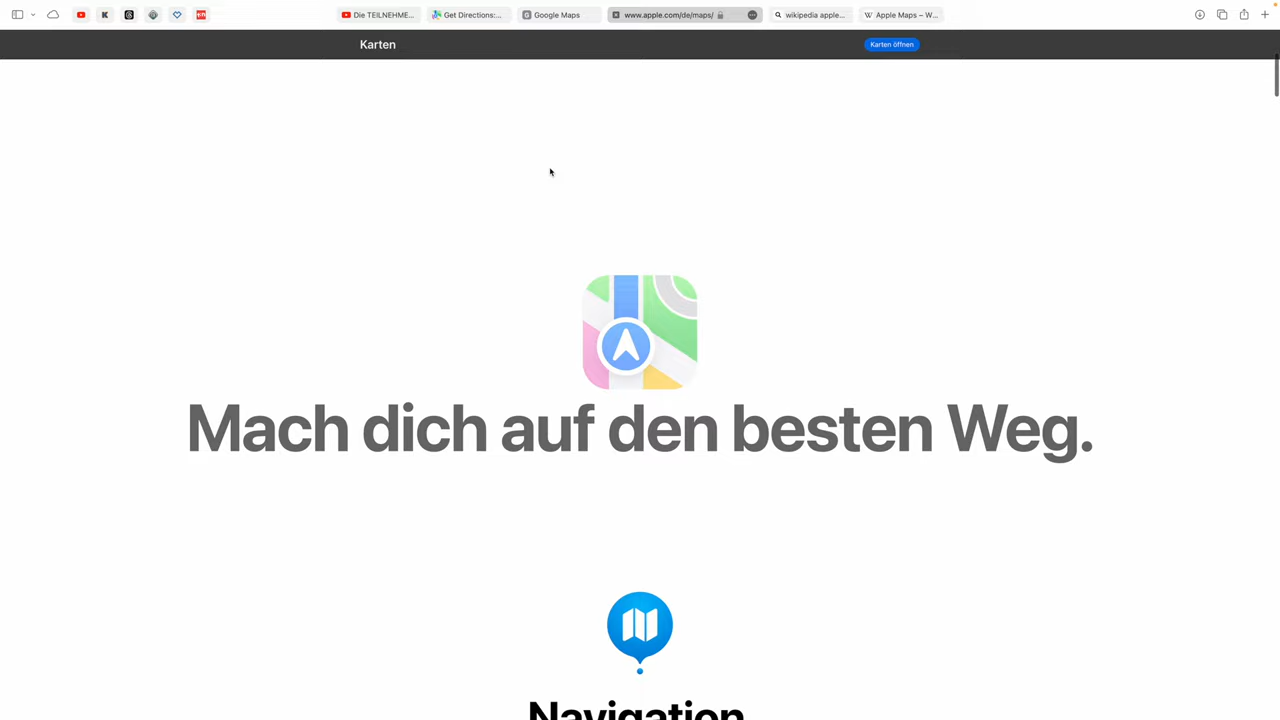 Die TEILNEHME...
Get Directions:...
Google Maps
www.apple.com/de/maps/
wikipedia apple...
Apple Maps – W...
Karten
Karten öffnen
Mach dich auf den besten Weg.
Navigation